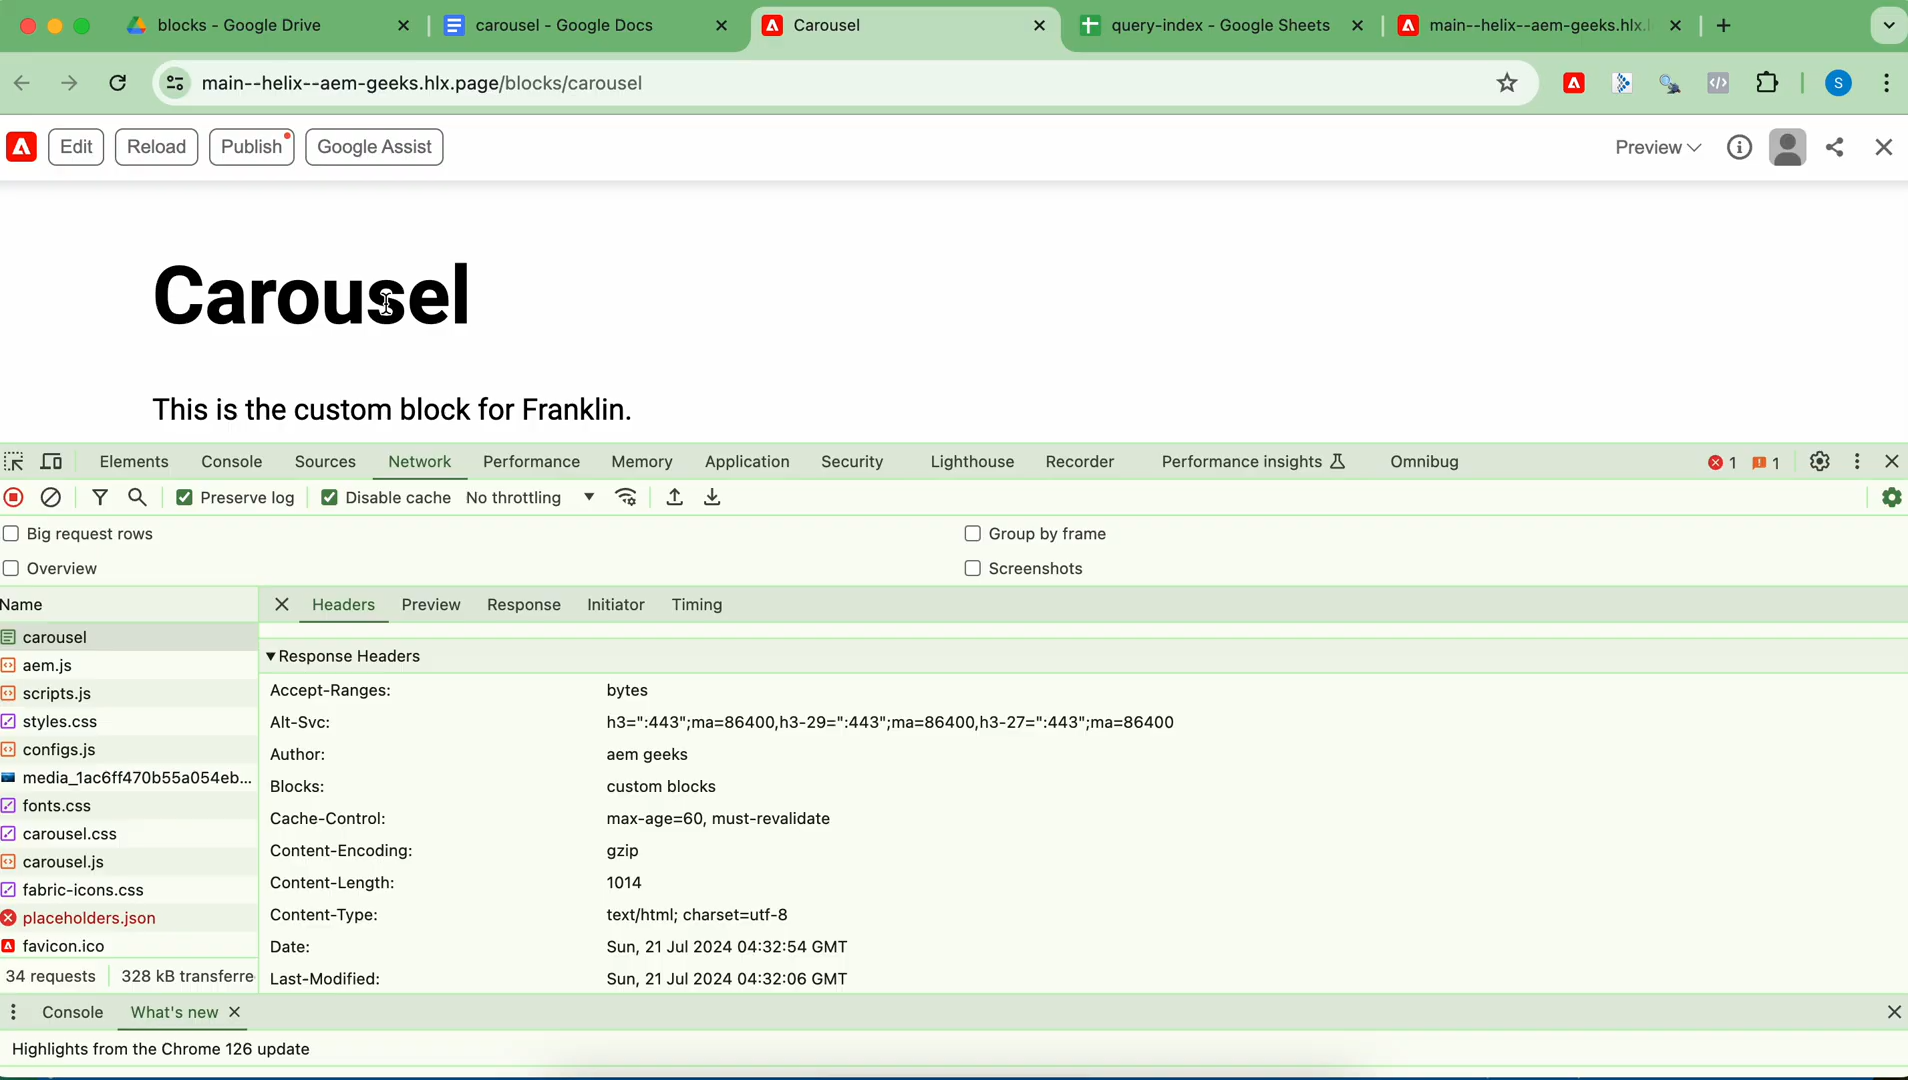 blocks - Google Drive
carousel - Google Docs
Carousel
query-index - Google Sheets
main--helix--aem-geeks.hlx.
main--helix--aem-geeks.hlx.page/blocks/carousel
S
Edit
Reload
Publish
Google Assist
Preview
Carousel
This is the custom block for Franklin.
Elements
Console
Sources
Network
Performance
Memory
Application
Security
Lighthouse
Recorder
Performance insights
Omnibug
1
1
Preserve log
Disable cache
No throttling
Big request rows
Group by frame
Overview
Screenshots
Name
Headers
Preview
Response
Initiator
Timing
carousel
aem.js
scripts.js
styles.css
configs.js
media_1ac6ff470b55a054eb...
fonts.css
carousel.css
carousel.js
fabric-icons.css
placeholders.json
favicon.ico
34 requests
328 kB transferre
Response Headers
Accept-Ranges: bytes
Alt-Svc: h3=":443";ma=86400,h3-29=":443";ma=86400,h3-27=":443";ma=86400
Author: aem geeks
Blocks: custom blocks
Cache-Control: max-age=60, must-revalidate
Content-Encoding: gzip
Content-Length: 1014
Content-Type: text/html; charset=utf-8
Date: Sun, 21 Jul 2024 04:32:54 GMT
Last-Modified: Sun, 21 Jul 2024 04:32:06 GMT
Console
What's new
Highlights from the Chrome 126 update